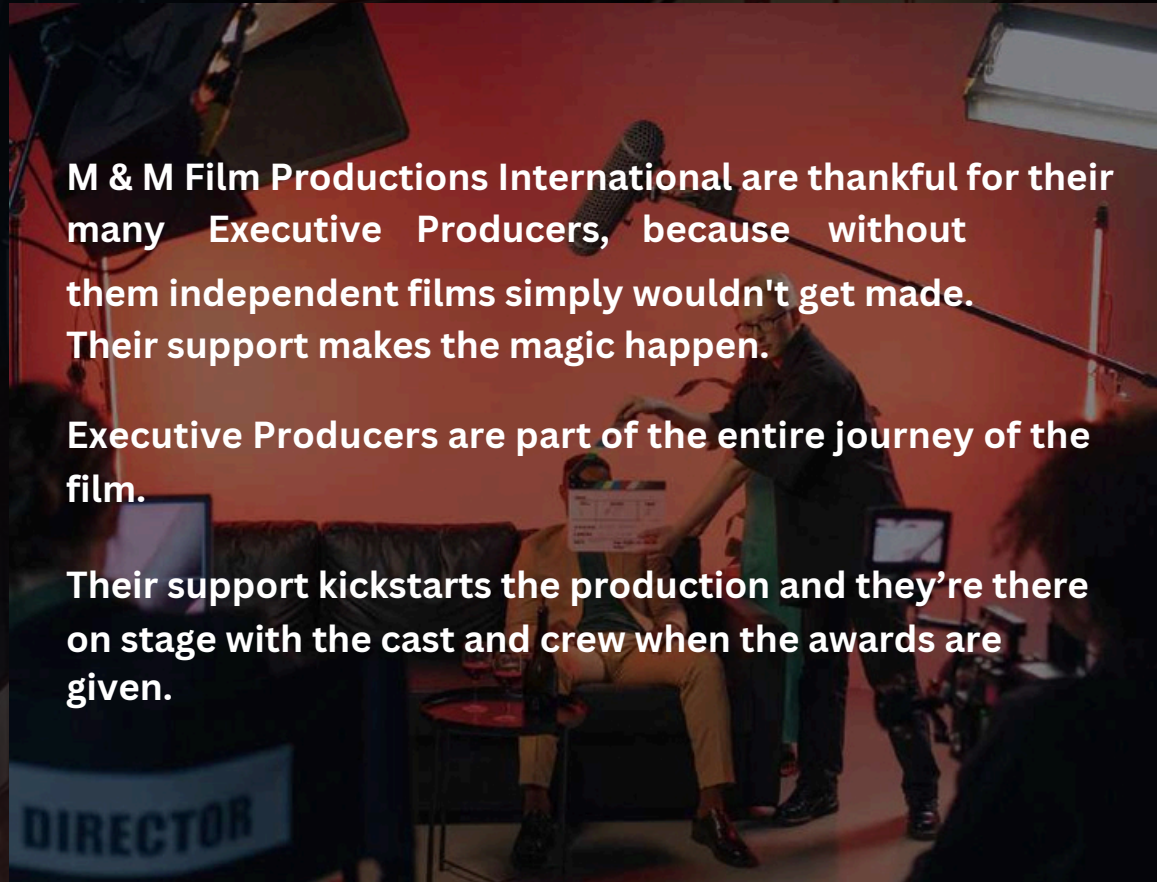 M & M Film Productions International are thankful for their
many Executive Producers, because without
them independent films simply wouldn't get made.
Their support makes the magic happen.
Executive Producers are part of the entire journey of the
film.
Their support kickstarts the production and they’re there
on stage with the cast and crew when the awards are
given.
DIRECTOR